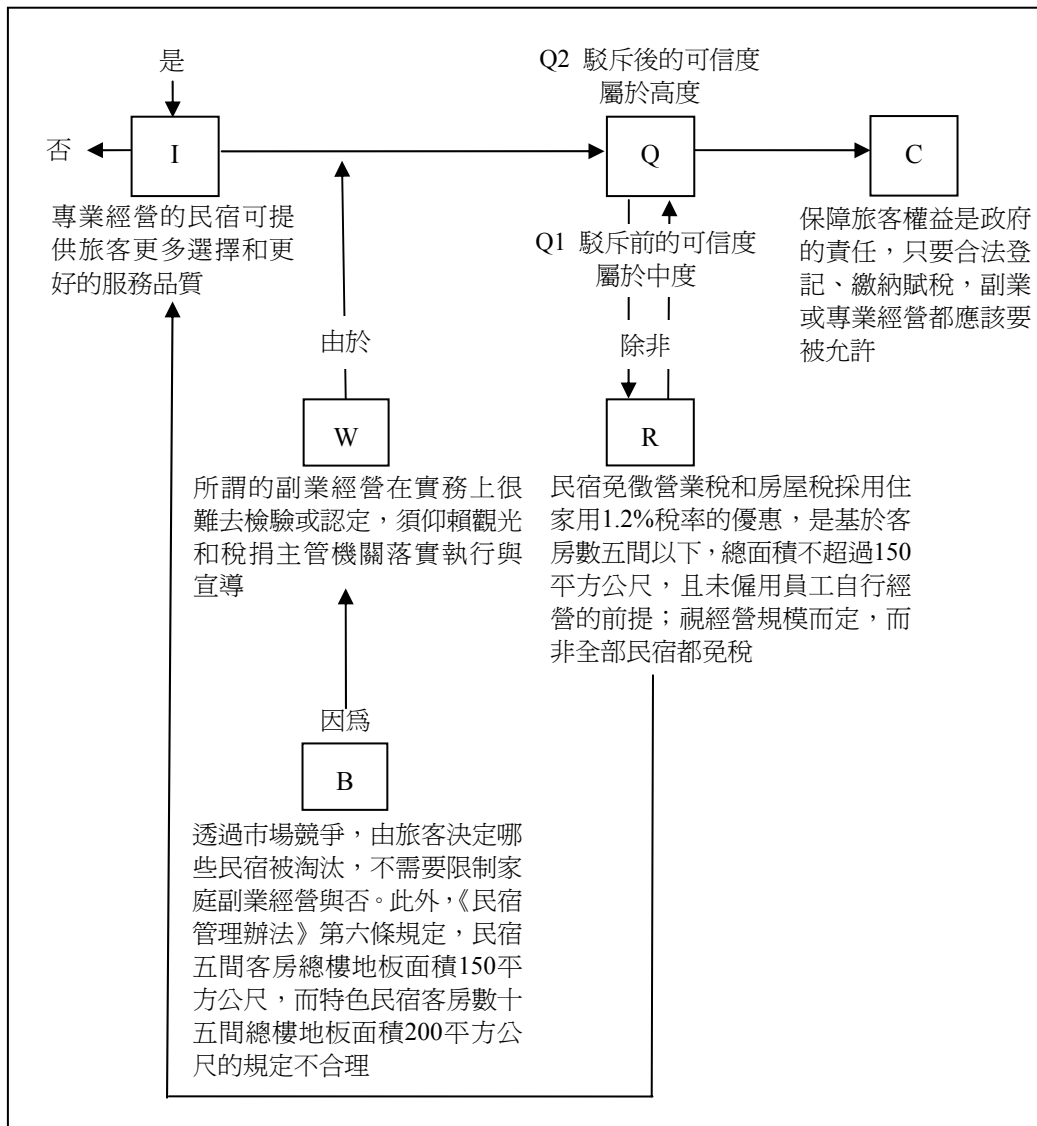 是
Q2 駁斥後的可信度
屬於高度
否
I
Q
C
專業經營的民宿可提
供旅客更多選擇和更
好的服務品質
Q1 駁斥前的可信度
屬於中度
保障旅客權益是政府
的責任，只要合法登
記、繳納賦稅，副業
或專業經營都應該要
被允許
由於
除非
W
R
所謂的副業經營在實務上很
難去檢驗或認定，須仰賴觀光
和稅捐主管機關落實執行與
宣導
民宿免徵營業稅和房屋稅採用住
家用1.2%稅率的優惠，是基於客
房數五間以下，總面積不超過150
平方公尺，且未僱用員工自行經
營的前提；視經營規模而定，而
非全部民宿都免稅
因為
B
透過市場競爭，由旅客決定哪
些民宿被淘汰，不需要限制家
庭副業經營與否。此外，《民宿
管理辦法》第六條規定，民宿
五間客房總樓地板面積150平
方公尺，而特色民宿客房數十
五間總樓地板面積200平方公
尺的規定不合理